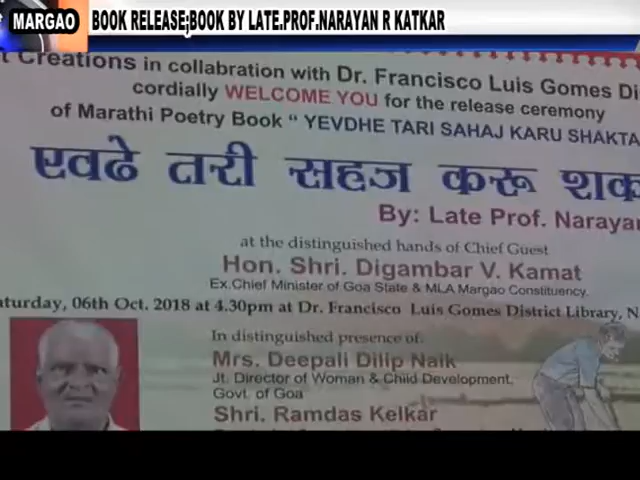 MARGAO
BOOK RELEASE;BOOK BY LATE.PROF.NARAYAN R KATKAR
Creations in collabration with Dr. Francisco Luis Gomes Di
cordially WELCOME YOU for the release ceremony
of Marathi Poetry Book " YEVDHE TARI SAHAJ KARU SHAKTA
एवढे तरी सहज करू शक
By: Late Prof. Narayan
at the distinguished hands of Chief Guest
Hon. Shri. Digambar V. Kamat
Ex.Chief Minister of Goa State & MLA Margao Constituency.
aturday, 06th Oct. 2018 at 4.30pm at Dr. Francisco Luis Gomes District Library, N
In distinguished presence of:
Mrs. Deepali Dilip Naik
Jt. Director of Woman & Child Development,
Govt. of Goa
Shri. Ramdas Kelkar